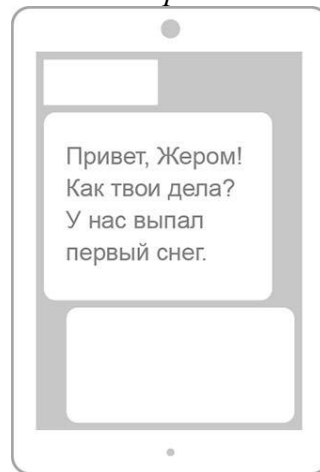 Привет, Жером!
Как твои дела?
У нас выпал
первый снег.